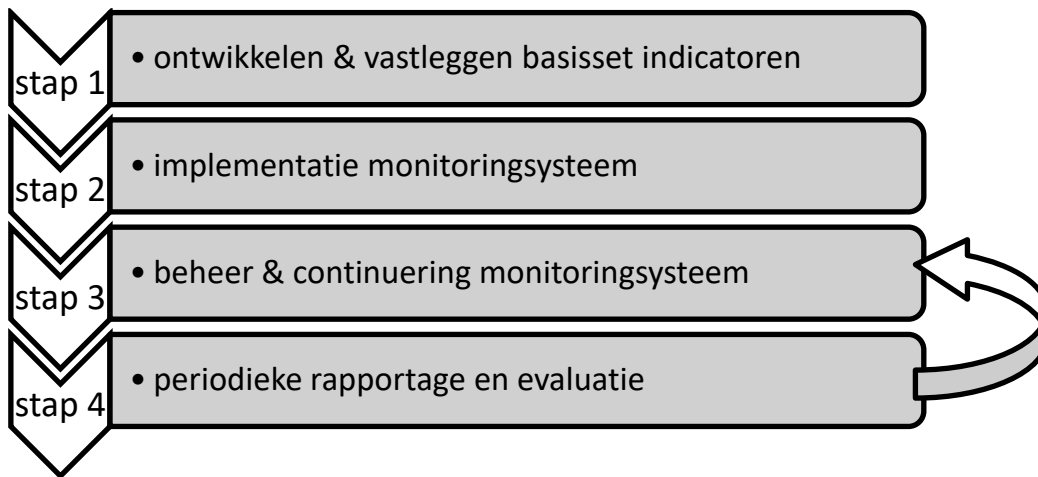 stap 1
• ontwikkelen & vastleggen basisset indicatoren
stap 2
• implementatie monitoringsysteem
stap 3
• beheer & continuering monitoringsysteem
stap 4
• periodieke rapportage en evaluatie